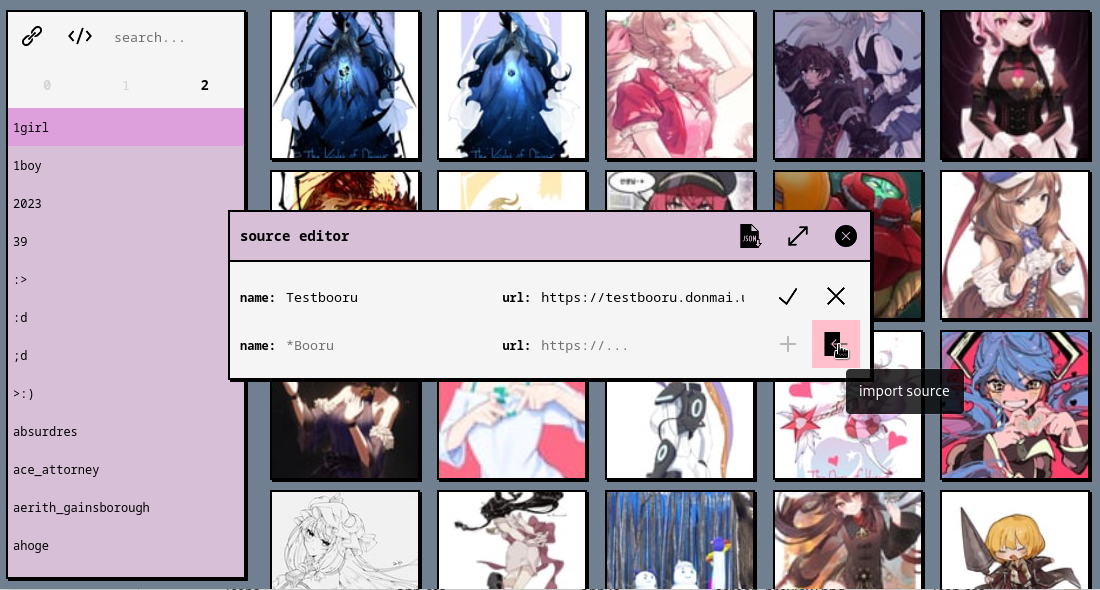 search...
0 1 2
1girl
1boy
2023
39
:>
:d
;d
>:)
absurdres
ace_attorney
aerith_gainsborough
ahoge
source editor
JSON
name: Testbooru url: https://testbooru.donmai.u
name: *Booru url: https://...
import source